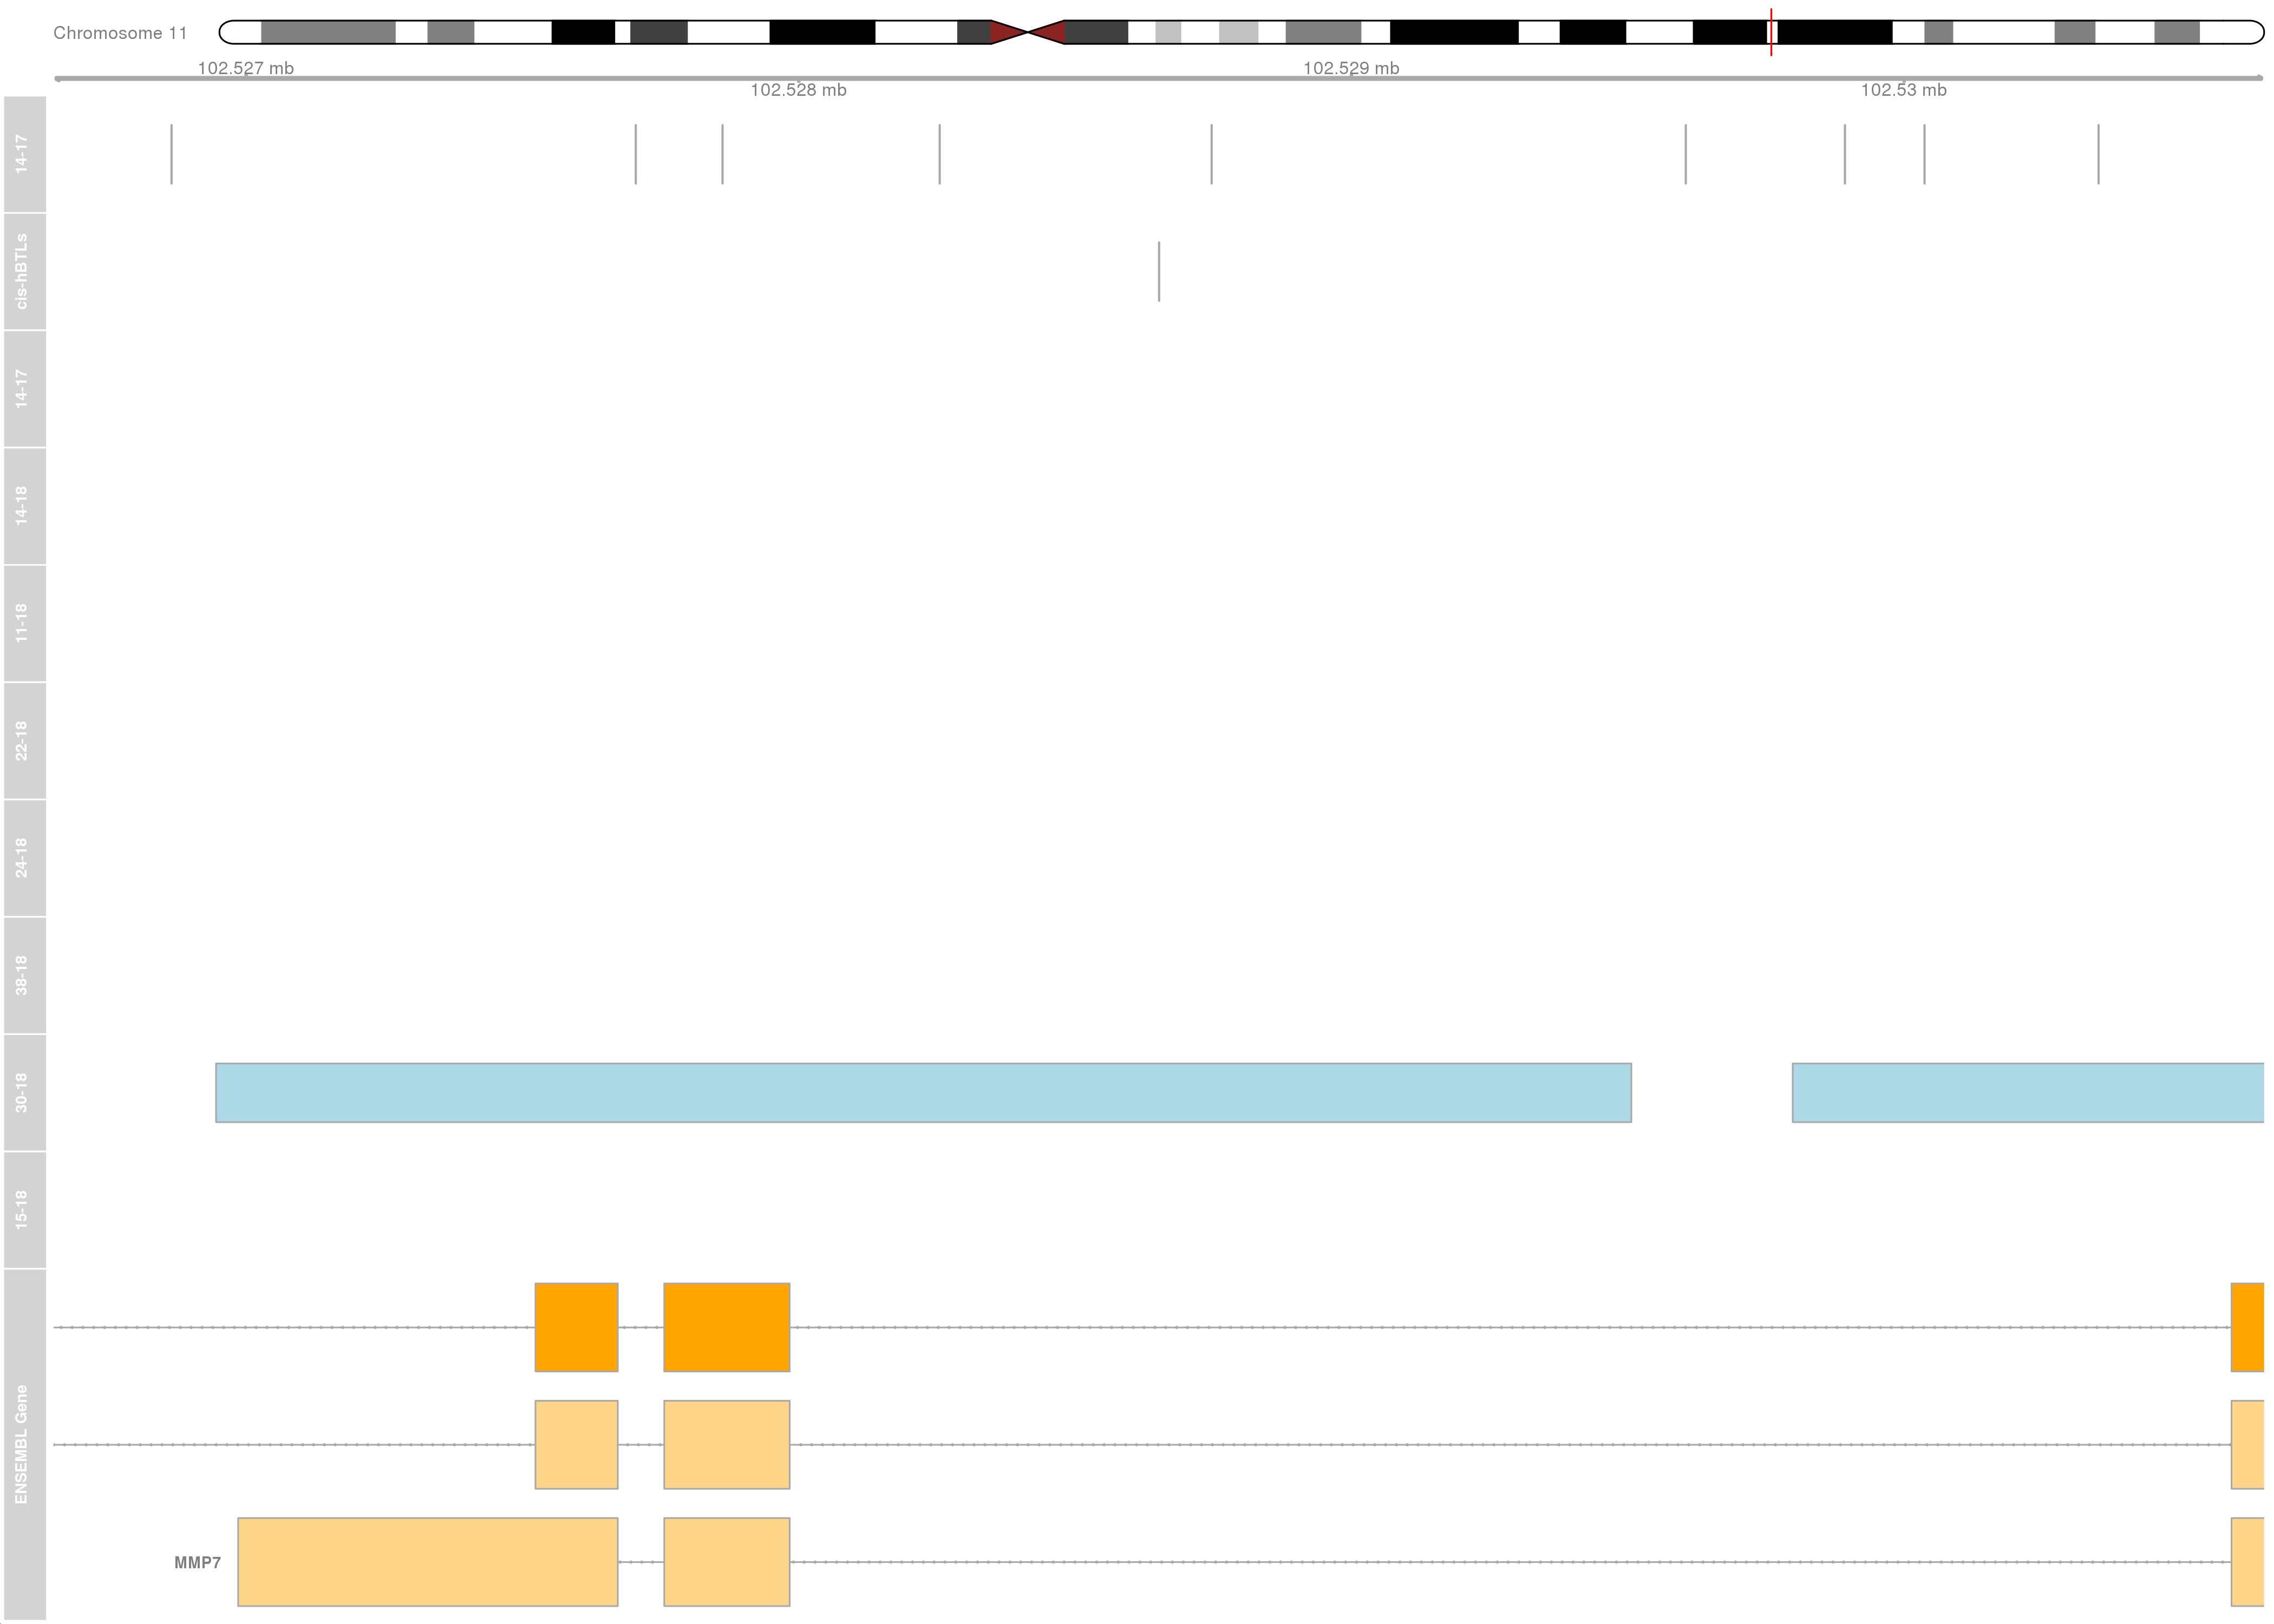 Chromosome 11
102.527 mb
102.529 mb
102.528 mb
102.53 mb
14-17
cis-hBTLs
14-17
14-18
11-18
22-18
24-18
38-18
30-18
15-18
ENSEMBL Gene
MMP7